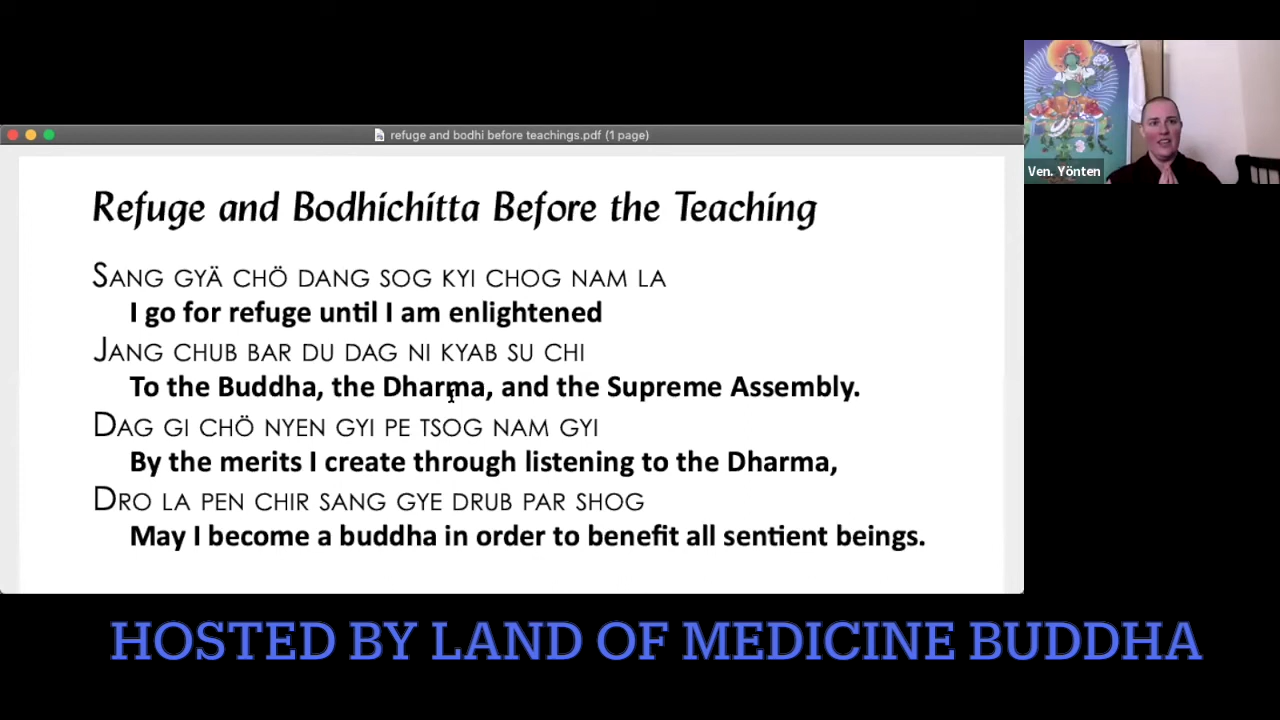 refuge and bodhi before teachings.pdf (1 page)
Ven. Yönten
Refuge and Bodhichitta Before the Teaching
SANG GYÄ CHÖ DANG SOG KYI CHOG NAM LA
I go for refuge until I am enlightened
JANG CHUB BAR DU DAG NI KYAB SU CHI
To the Buddha, the Dharma, and the Supreme Assembly.
DAG GI CHÖ NYEN GYI PE TSOG NAM GYI
By the merits I create through listening to the Dharma,
DRO LA PEN CHIR SANG GYE DRUB PAR SHOG
May I become a buddha in order to benefit all sentient beings.
HOSTED BY LAND OF MEDICINE BUDDHA